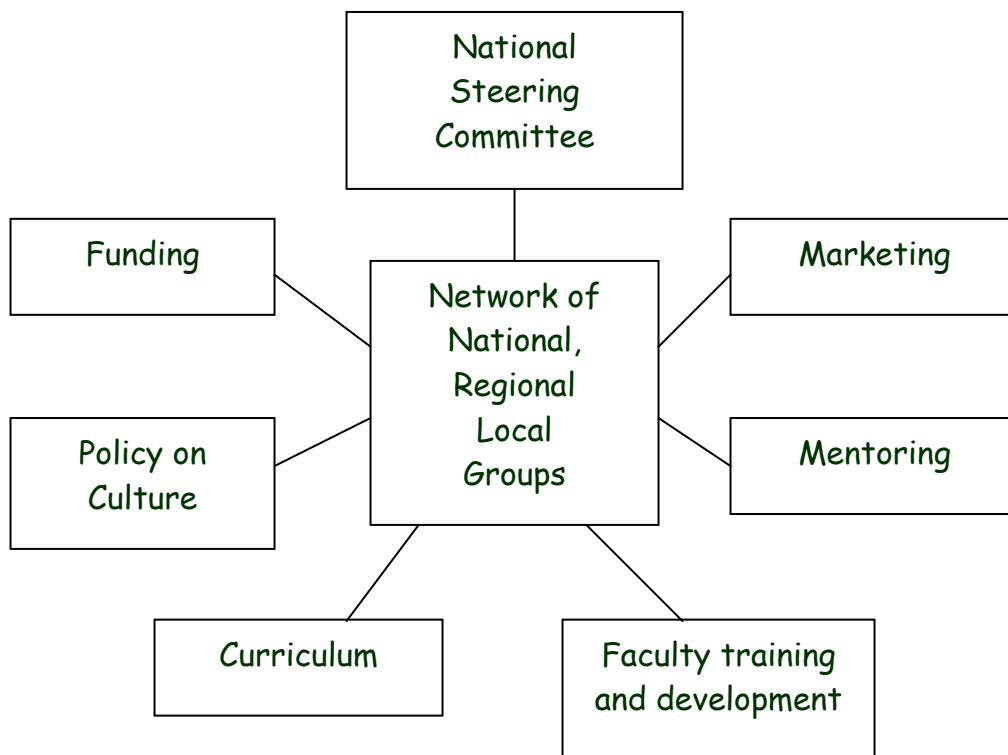 National
Steering
Committee
Funding
Marketing
Network of
National,
Regional
Local
Groups
Policy on
Culture
Mentoring
Curriculum
Faculty training
and development